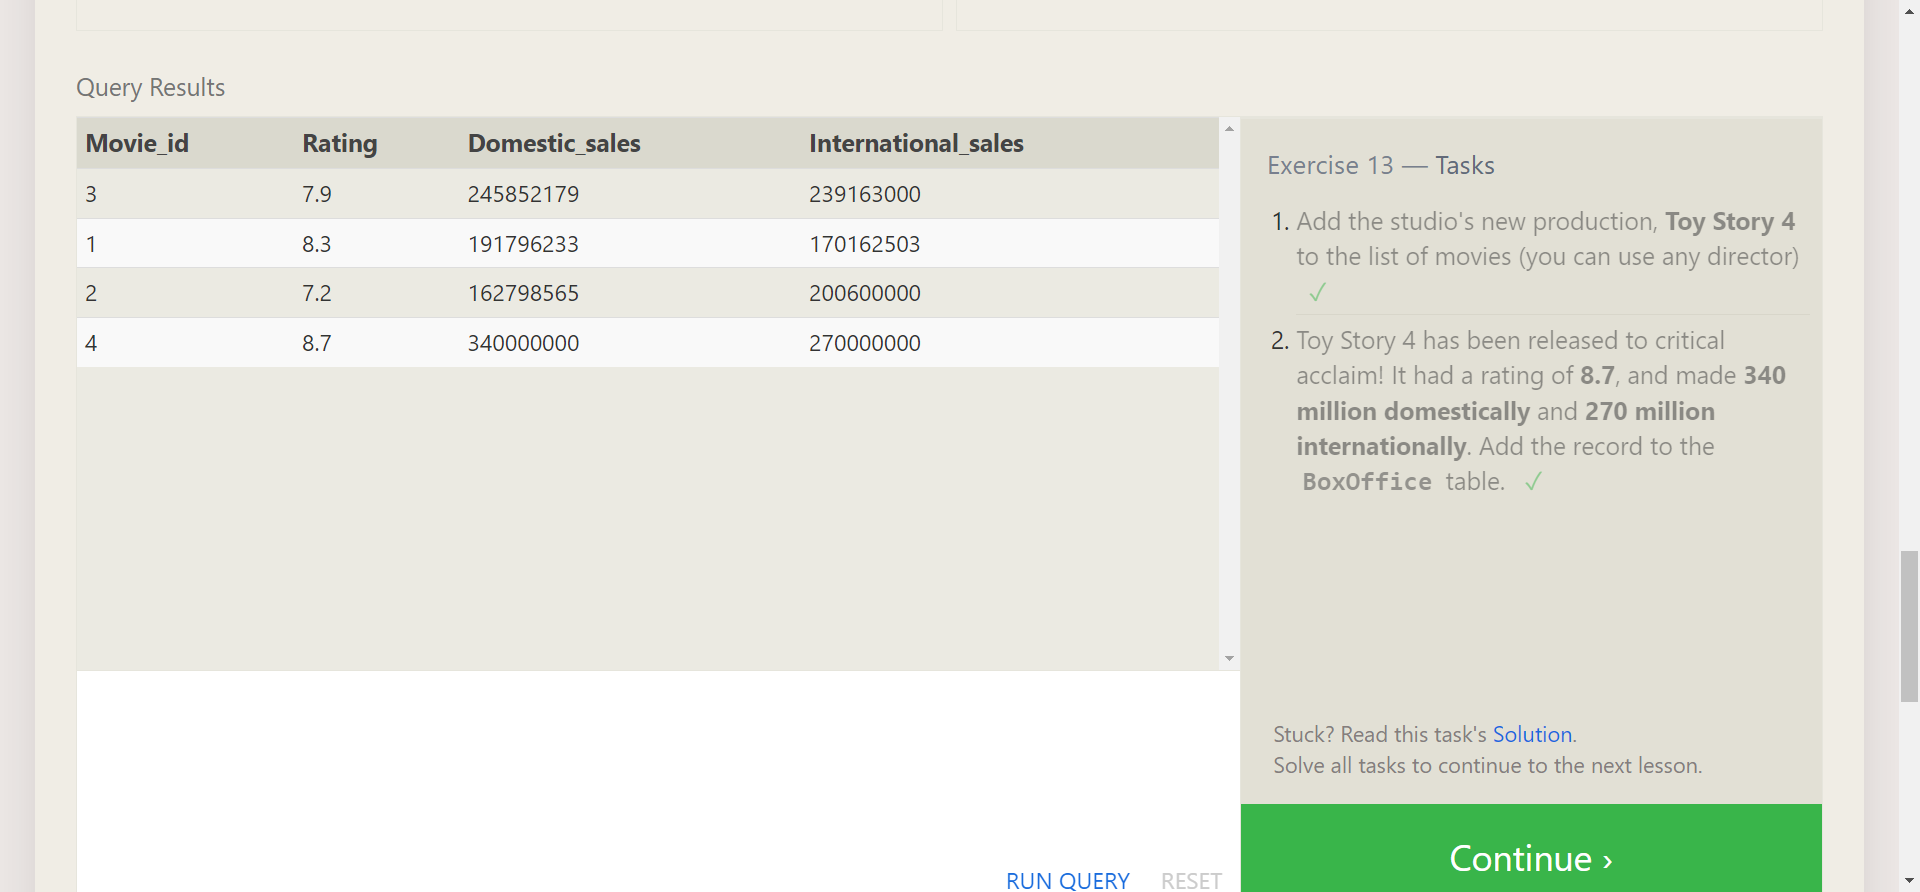 Query Results
Movie_id Rating Domestic_sales International_sales
3 7.9 245852179 239163000
1 8.3 191796233 170162503
2 7.2 162798565 200600000
4 8.7 340000000 270000000
Exercise 13 — Tasks
1. Add the studio's new production, Toy Story 4
to the list of movies (you can use any director)
✓
2. Toy Story 4 has been released to critical
acclaim! It had a rating of 8.7, and made 340
million domestically and 270 million
internationally. Add the record to the
BoxOffice table. ✓
Stuck? Read this task's Solution.
Solve all tasks to continue to the next lesson.
RUN QUERY RESET
Continue ›